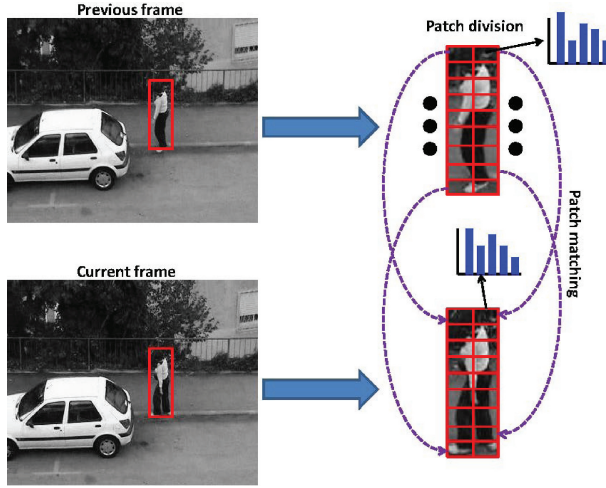 Previous frame
Patch division
Patch matching
Current frame